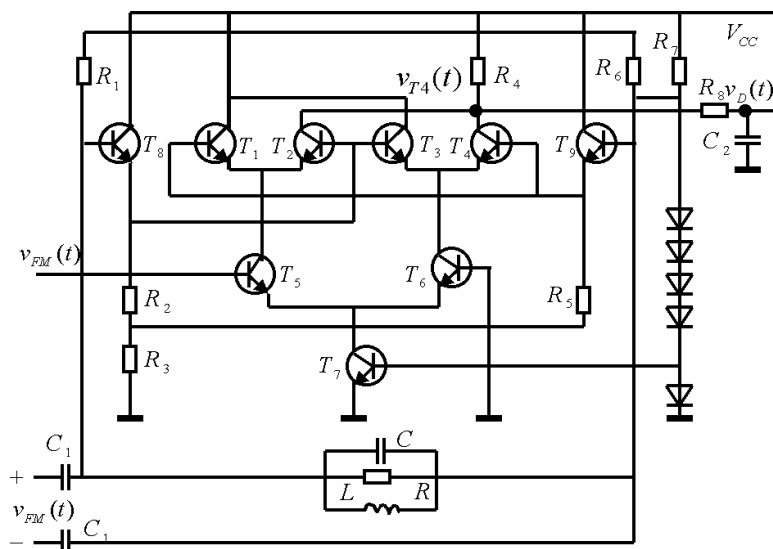 V_CC
R_1
v_T4(t)
R_4
R_6
R_7
R_8
v_D(t)
T_8
T_1
T_2
T_3
T_4
T_9
C_2
v_FM(t)
T_5
T_6
R_2
R_5
R_3
T_7
C_1
C
+
L
R
v_FM(t)
C_1
−